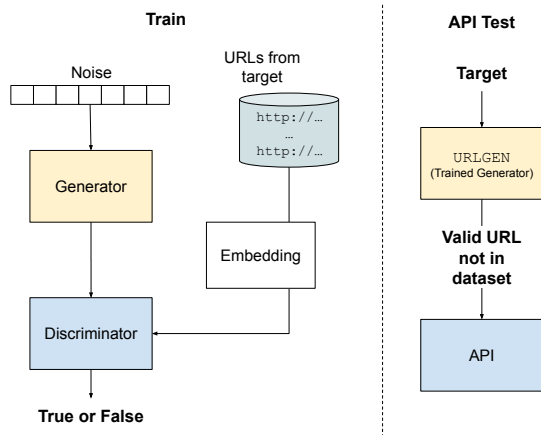 Train
Noise
URLs from
target
http://…
…
http://…
Generator
Embedding
Discriminator
True or False
API Test
Target
URLGEN
(Trained Generator)
Valid URL
not in
dataset
API